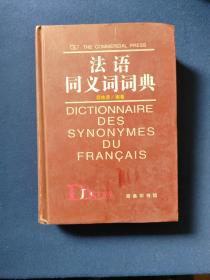 THE COMMERCIAL PRESS
法语
同义词词典
DICTIONNAIRE
DES
SYNONYMES
DU
FRANÇAIS
商务印书馆